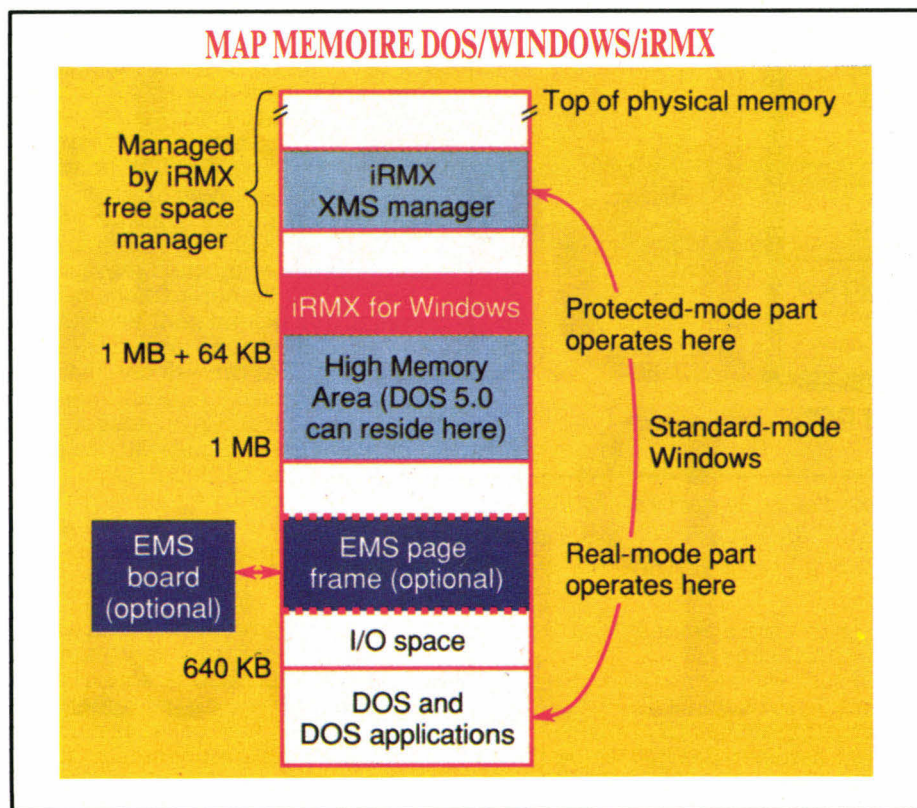 MAP MEMOIRE DOS/WINDOWS/iRMX
Top of physical memory
Managed
by iRMX
free space
manager
iRMX
XMS manager
iRMX for Windows
Protected-mode part
operates here
1 MB + 64 KB
High Memory
Area (DOS 5.0
can reside here)
1 MB
Standard-mode
Windows
EMS
board
(optional)
EMS page
frame (optional)
Real-mode part
operates here
I/O space
640 KB
DOS and
DOS applications